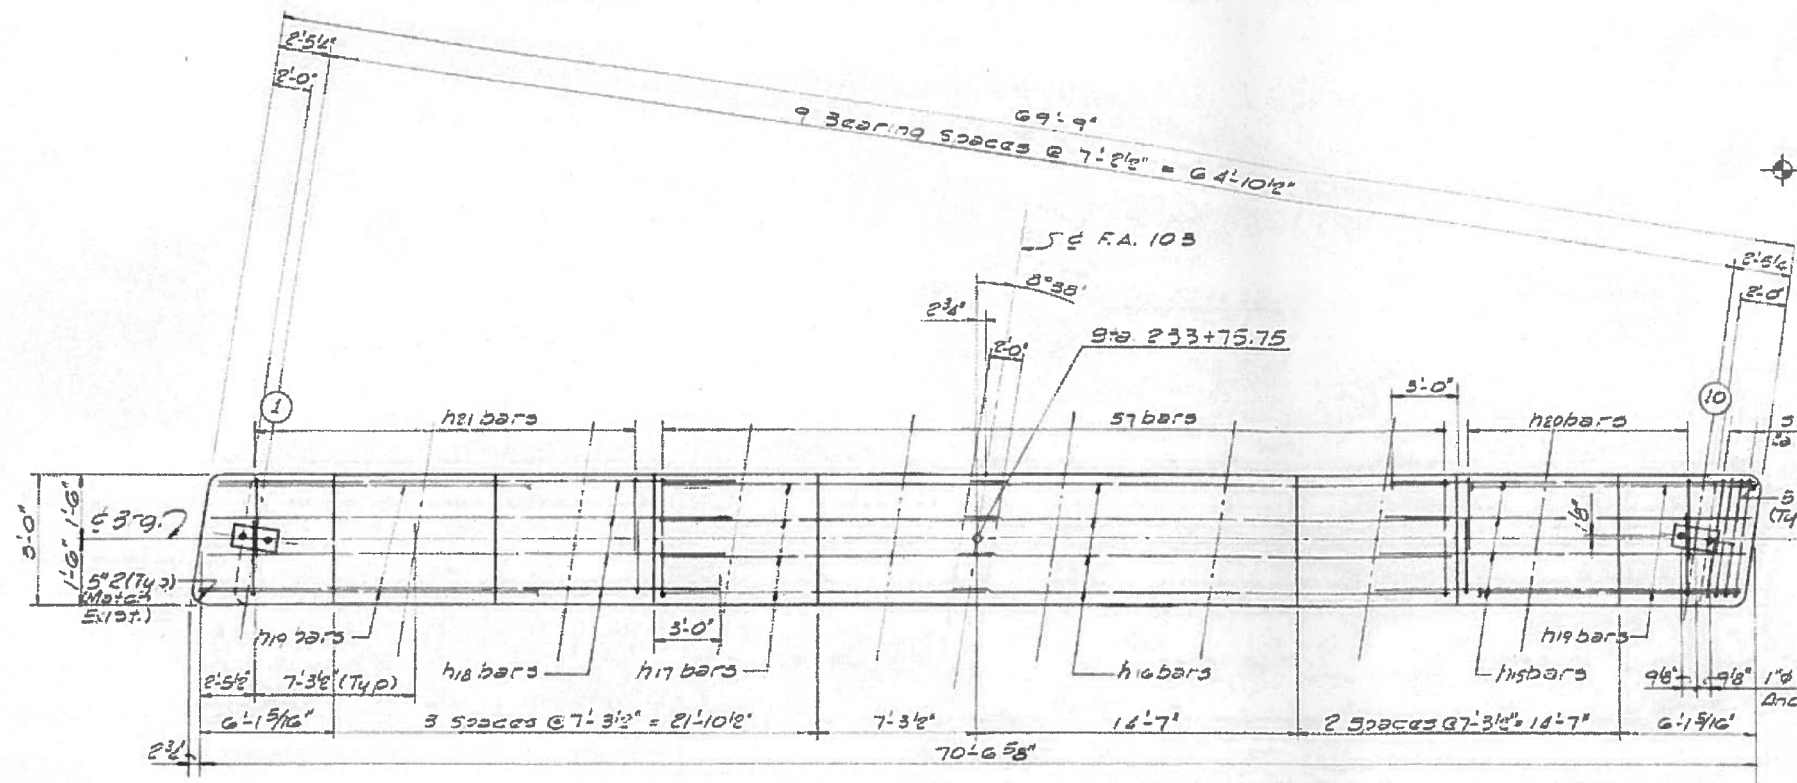 2'-5¼"
2'-0"
69'-9"
9 Bearing Spaces @ 7'-2½" = 64'-10½"
℄ F.A. 103
8°38'
2¾"
2'-0"
Sta. 233+75.75
2'-5¼
2'-0"
1
10
3'-0"
h21 bars
s7 bars
h20 bars
S
3'-0"
1'-6" 1'-6"
℄ Brg.
5" R (Typ)
(Match
Exist.)
(Ty
h19 bars
h18 bars
3'-0"
h17 bars
h16 bars
h15 bars
h19 bars
2'-5½"
7'-3½" (Typ)
9⅛"
9⅛"
1"ø
Anc
6'-1 5/16"
3 Spaces @ 7'-3½" = 21'-10½"
7'-3½"
14'-7"
2 Spaces @ 7'-3½" = 14'-7"
6'-1 5/16"
70'-6⅝"